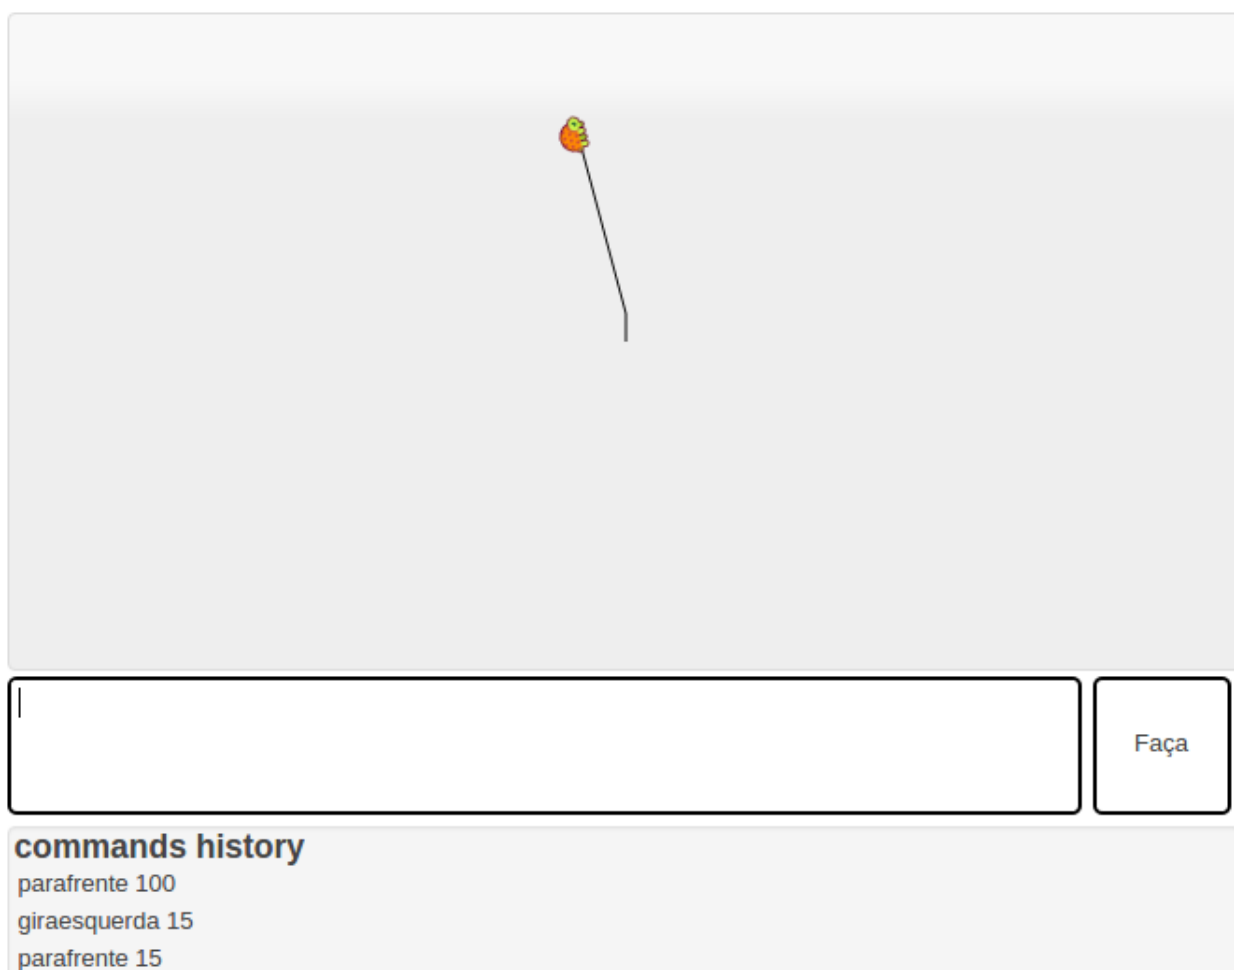 Faça
commands history
parafrente 100
giraesquerda 15
parafrente 15